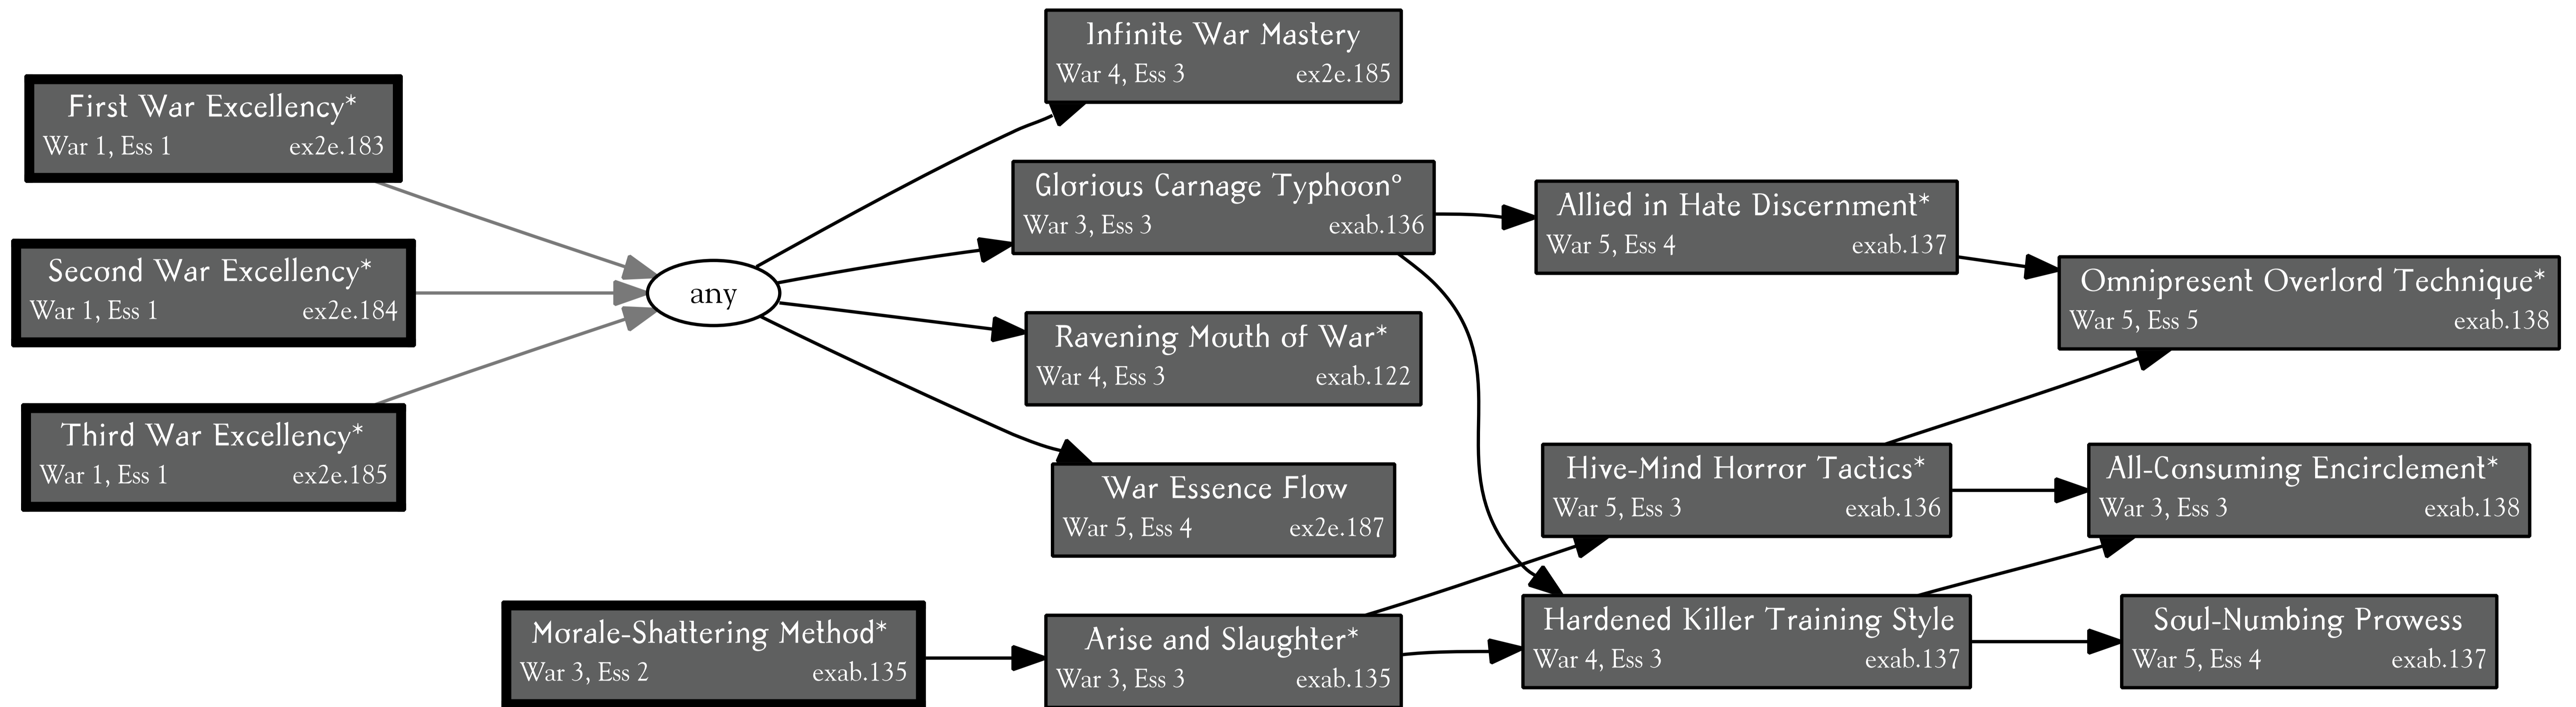 First War Excellency*
War 1, Ess 1 ex2e.183
Second War Excellency*
War 1, Ess 1 ex2e.184
Third War Excellency*
War 1, Ess 1 ex2e.185
any
Morale-Shattering Method*
War 3, Ess 2 exab.135
Infinite War Mastery
War 4, Ess 3 ex2e.185
Glorious Carnage Typhoon°
War 3, Ess 3 exab.136
Ravening Mouth of War*
War 4, Ess 3 exab.122
War Essence Flow
War 5, Ess 4 ex2e.187
Arise and Slaughter*
War 3, Ess 3 exab.135
Allied in Hate Discernment*
War 5, Ess 4 exab.137
Hive-Mind Horror Tactics*
War 5, Ess 3 exab.136
Hardened Killer Training Style
War 4, Ess 3 exab.137
Omnipresent Overlord Technique*
War 5, Ess 5 exab.138
All-Consuming Encirclement*
War 3, Ess 3 exab.138
Soul-Numbing Prowess
War 5, Ess 4 exab.137